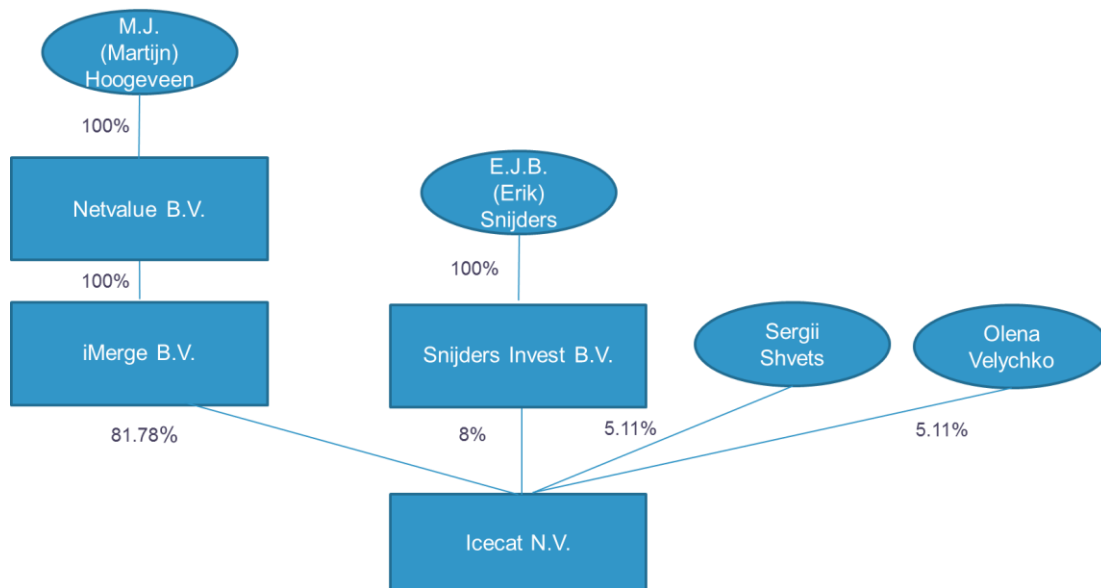 M.J.
(Martijn)
Hoogeveen
100%
Netvalue B.V.
100%
iMerge B.V.
81.78%
E.J.B.
(Erik)
Snijders
100%
Snijders Invest B.V.
8%
Sergii
Shvets
5.11%
Olena
Velychko
5.11%
Icecat N.V.